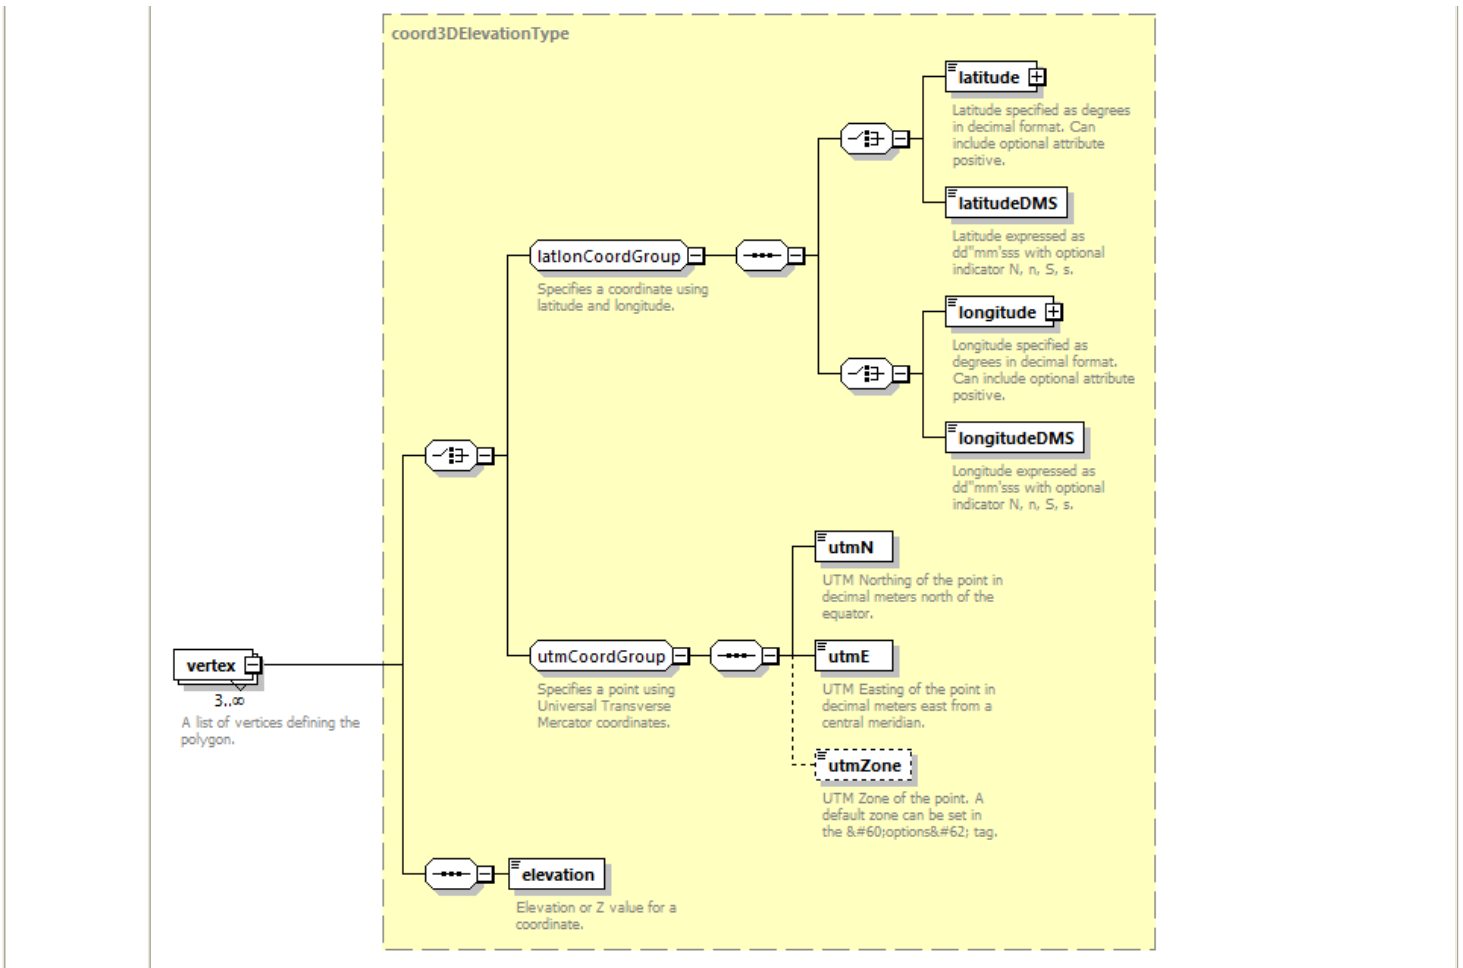 coord3DElevationType
latitude
Latitude specified as degrees
in decimal format. Can
include optional attribute
positive.
latitudeDMS
Latitude expressed as
dd"mm'sss with optional
indicator N, n, S, s.
latlonCoordGroup
Specifies a coordinate using
latitude and longitude.
longitude
Longitude specified as
degrees in decimal format.
Can include optional attribute
positive.
longitudeDMS
Longitude expressed as
dd"mm'sss with optional
indicator N, n, S, s.
utmN
UTM Northing of the point in
decimal meters north of the
equator.
utmCoordGroup
Specifies a point using
Universal Transverse
Mercator coordinates.
utmE
UTM Easting of the point in
decimal meters east from a
central meridian.
utmZone
UTM Zone of the point. A
default zone can be set in
the &#60;options&#62; tag.
vertex
3..∞
A list of vertices defining the
polygon.
elevation
Elevation or Z value for a
coordinate.